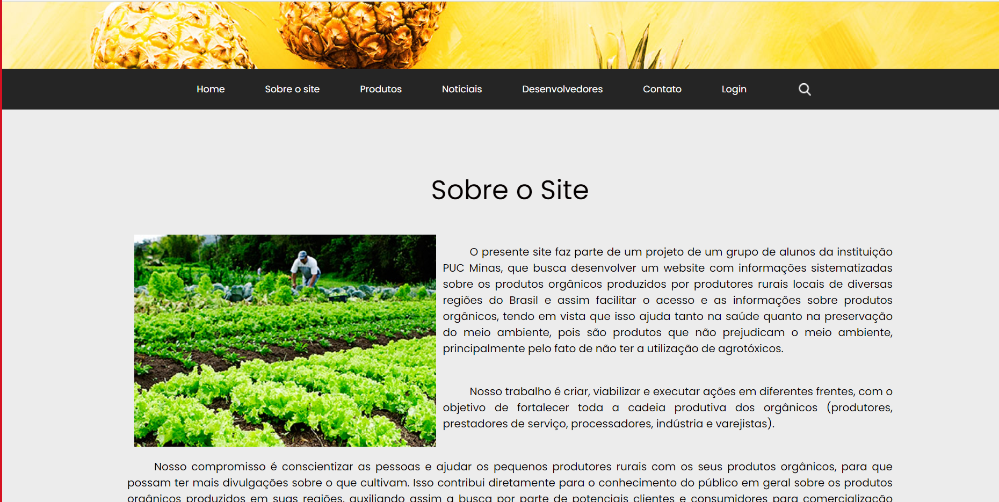 Home Sobre o site Produtos Noticiais Desenvolvedores Contato Login
Sobre o Site
O presente site faz parte de um projeto de um grupo de alunos da instituição
PUC Minas, que busca desenvolver um website com informações sistematizadas
sobre os produtos orgânicos produzidos por produtores rurais locais de diversas
regiões do Brasil e assim facilitar o acesso e as informações sobre produtos
orgânicos, tendo em vista que isso ajuda tanto na saúde quanto na preservação
do meio ambiente, pois são produtos que não prejudicam o meio ambiente,
principalmente pelo fato de não ter a utilização de agrotóxicos.
Nosso trabalho é criar, viabilizar e executar ações em diferentes frentes, com o
objetivo de fortalecer toda a cadeia produtiva dos orgânicos (produtores,
prestadores de serviço, processadores, indústria e varejistas).
Nosso compromisso é conscientizar as pessoas e ajudar os pequenos produtores rurais com os seus produtos orgânicos, para que
possam ter mais divulgações sobre o que cultivam. Isso contribui diretamente para o conhecimento do público em geral sobre os produtos
orgânicos produzidos em suas regiões, auxiliando assim a busca por parte de potenciais clientes e consumidores para comercialização